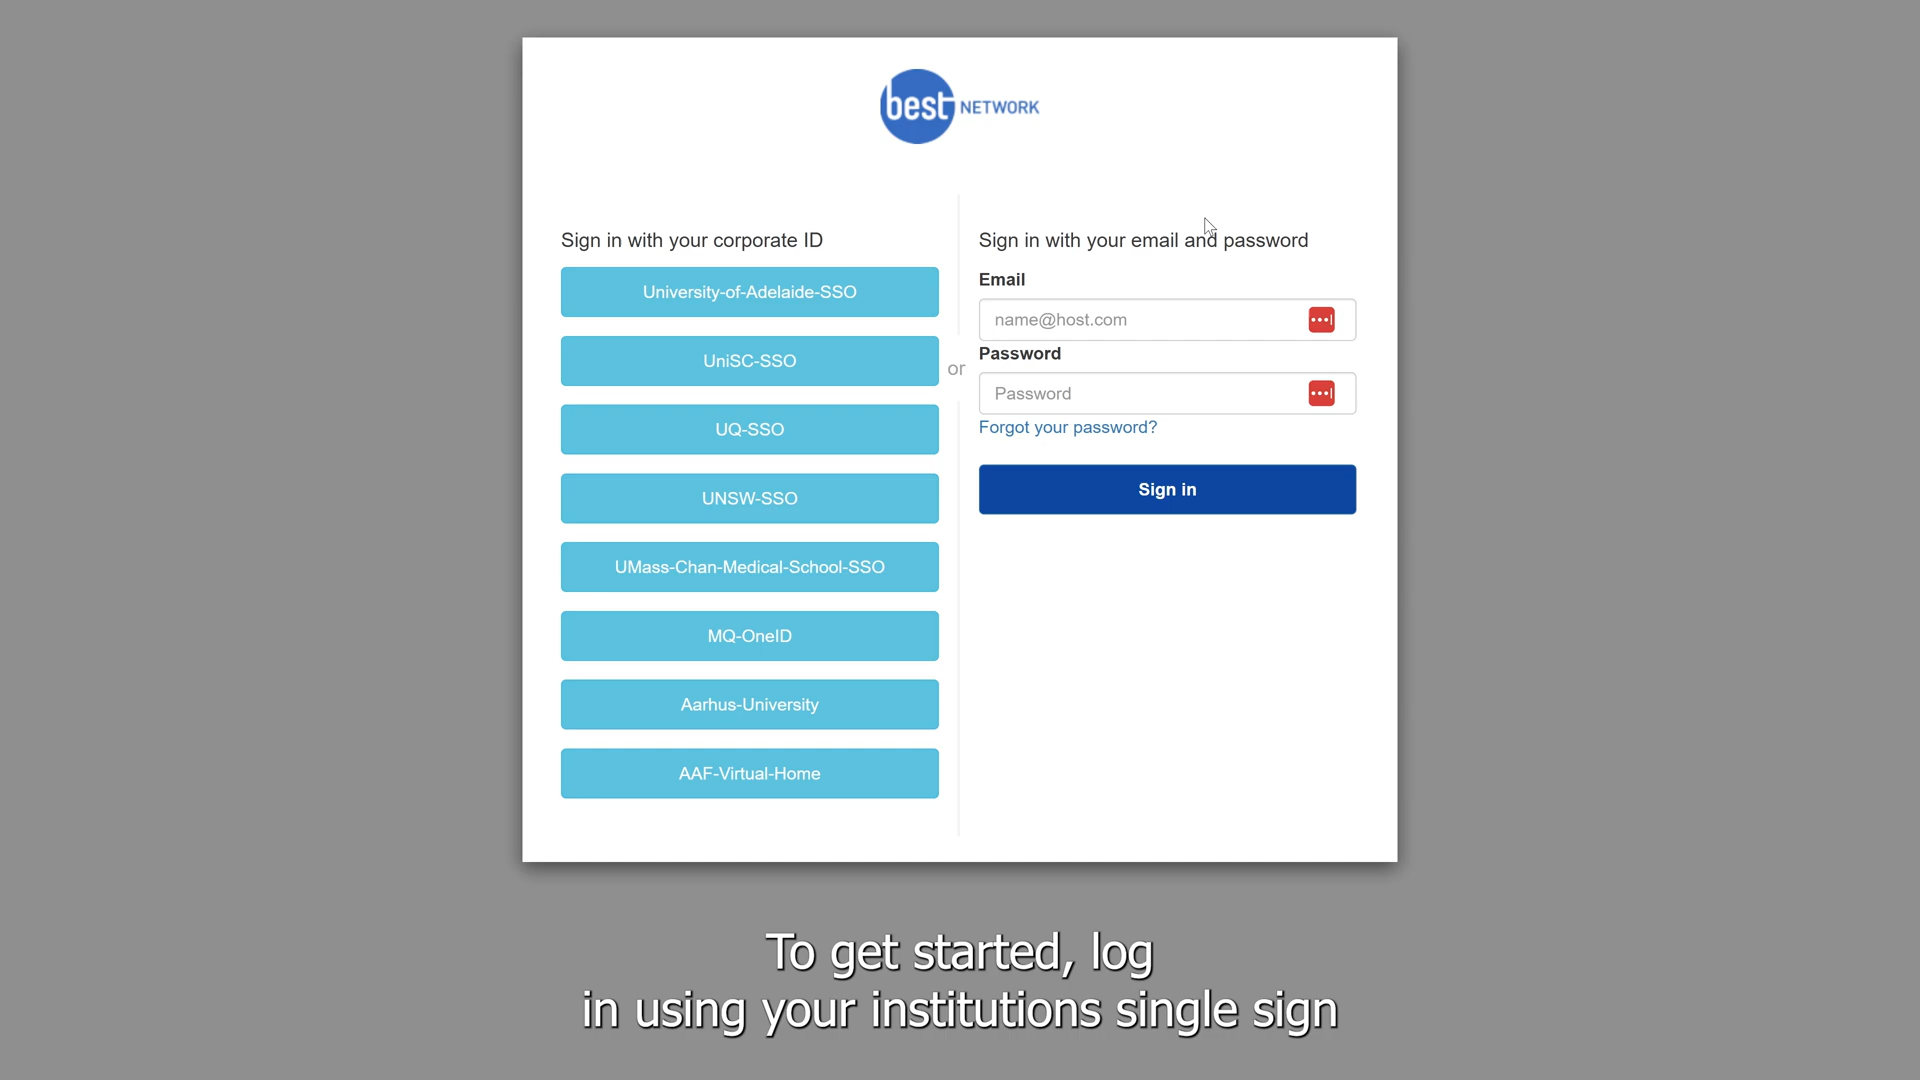 best NETWORK
Sign in with your corporate ID
University-of-Adelaide-SSO
UniSC-SSO
UQ-SSO
UNSW-SSO
UMass-Chan-Medical-School-SSO
MQ-OneID
Aarhus-University
AAF-Virtual-Home
or
Sign in with your email and password
Email
name@host.com
Password
Password
Forgot your password?
Sign in
To get started, log
in using your institutions single sign